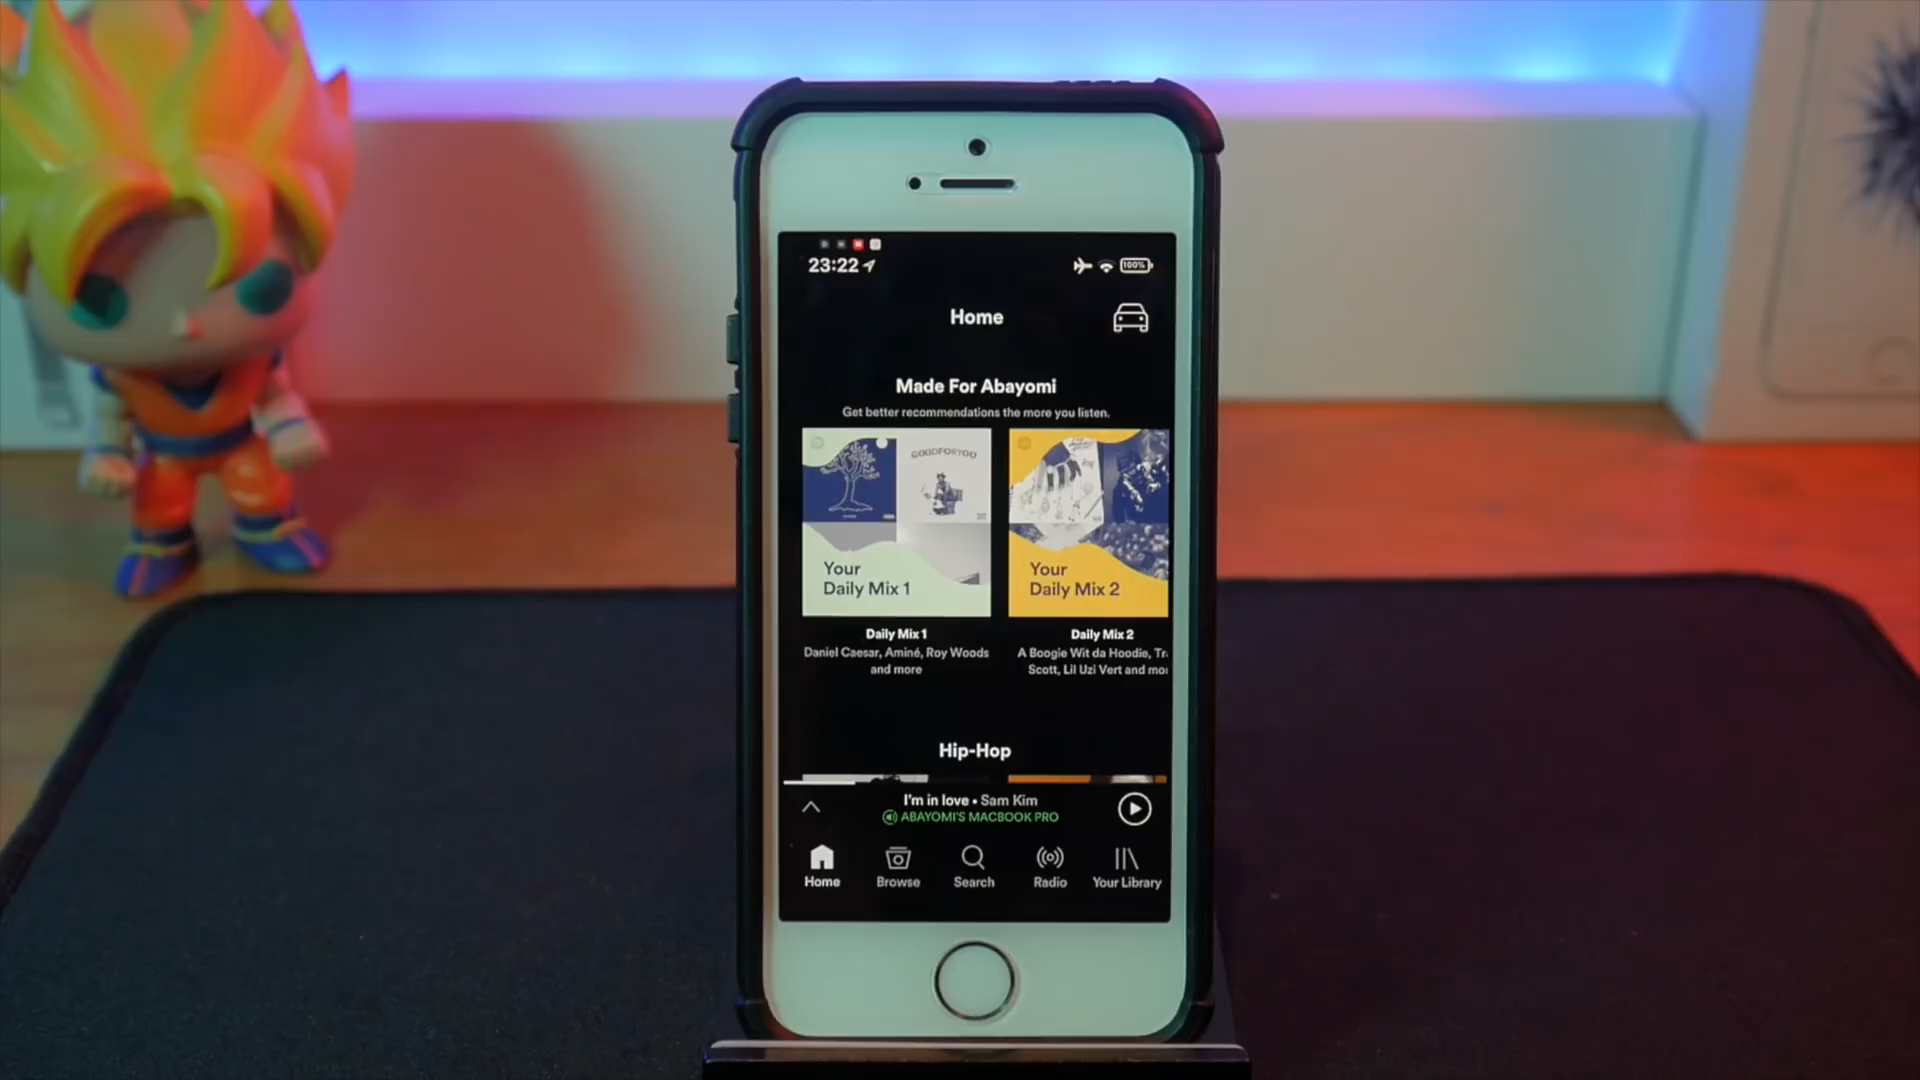 23:22
100%
Home
Made For Abayomi
Get better recommendations the more you listen.
GOODFORYOU
Your
Daily Mix 1
Your
Daily Mix 2
Daily Mix 1
Daniel Caesar, Aminé, Roy Woods
and more
Daily Mix 2
A Boogie Wit da Hoodie, Tr
Scott, Lil Uzi Vert and mo
Hip-Hop
I'm in love • Sam Kim
ABAYOMI'S MACBOOK PRO
Home
Browse
Search
Radio
Your Library